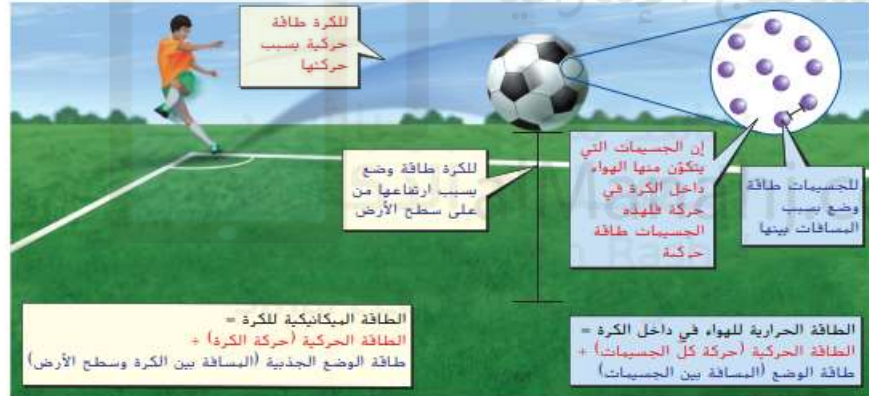 للكرة طاقة
حركية بسبب
حركتها
إن الجسيمات التي
يتكوّن منها الهواء
داخل الكرة في
حركة فلهذه
الجسيمات طاقة
حركية
للجسيمات طاقة
وضع بسبب
المسافات بينها
للكرة طاقة وضع
بسبب ارتفاعها من
على سطح الأرض
الطاقة الحرارية للهواء في داخل الكرة =
الطاقة الحركية (حركة كل الجسيمات) +
طاقة الوضع (المسافة بين الجسيمات)
الطاقة الميكانيكية للكرة =
الطاقة الحركية (حركة الكرة) +
طاقة الوضع الجذبية (المسافة بين الكرة وسطح الأرض)